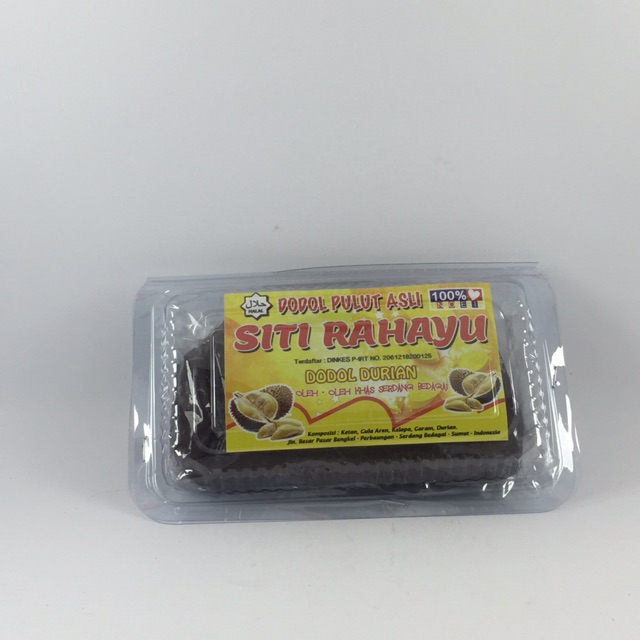 حلال
HALAL
DODOL PULUT ASLI
100%
SITI RAHAYU
Terdaftar : DINKES P-IRT NO. 2061218200125
DODOL DURIAN
OLEH - OLEH KHAS SERDANG BEDAGAI
Komposisi : Ketan, Gula Aren, Kelapa, Garam, Durian.
Jln. Besar Pasar Bengkel - Perbaungan - Serdang Bedagai - Sumut - Indonesia